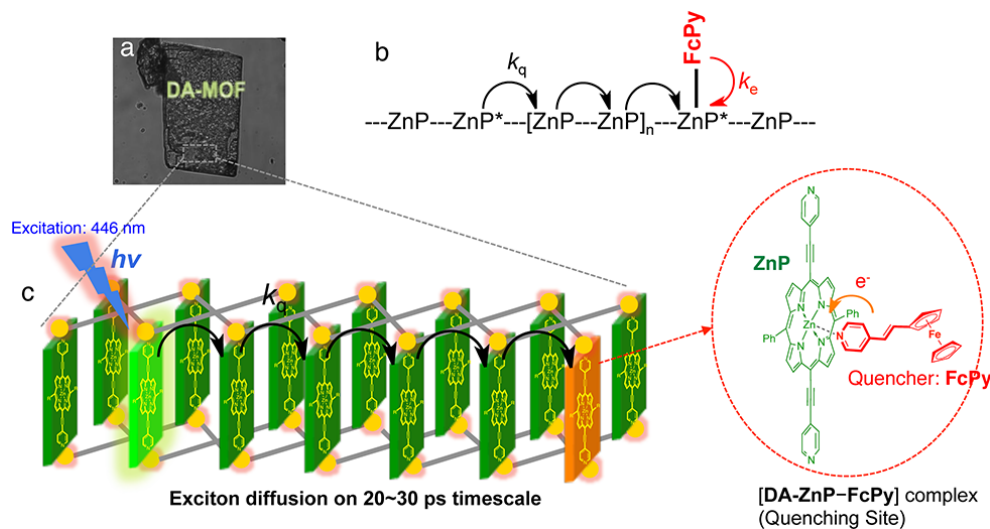 a
DA-MOF
b
FcPy
kq
ke
---ZnP---ZnP*---[ZnP---ZnP]n---ZnP*---ZnP---
Excitation: 446 nm
hν
c
kq
Exciton diffusion on 20~30 ps timescale
N
ZnP
e-
N
N
Ph
Zn
N
Ph
N
N
N
Fe
Quencher: FcPy
N
[DA-ZnP–FcPy] complex
(Quenching Site)